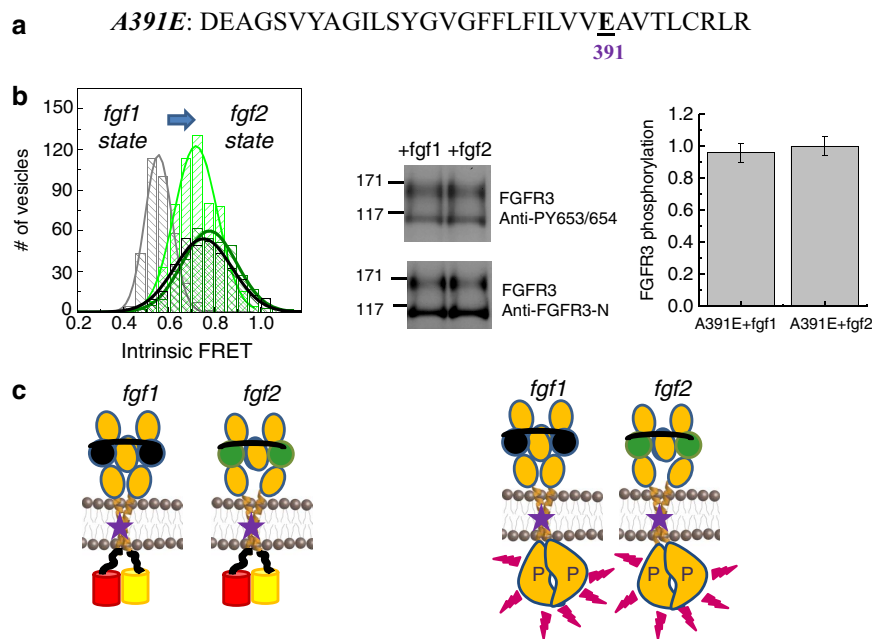 a
A391E: DEAGSVYAGILSYGVGFFLFILVVVEAVTLCRLR
391
b
fgf1 state
fgf2 state
# of vesicles
150
120
90
60
30
0
0.2 0.4 0.6 0.8 1.0
Intrinsic FRET
+fgf1 +fgf2
171
117
FGFR3
Anti-PY653/654
171
117
FGFR3
Anti-FGFR3-N
FGFR3 phosphorylation
1.2
1.0
0.8
0.6
0.4
0.2
0.0
A391E+fgf1 A391E+fgf2
c
fgf1 fgf2
fgf1 fgf2
P P P P